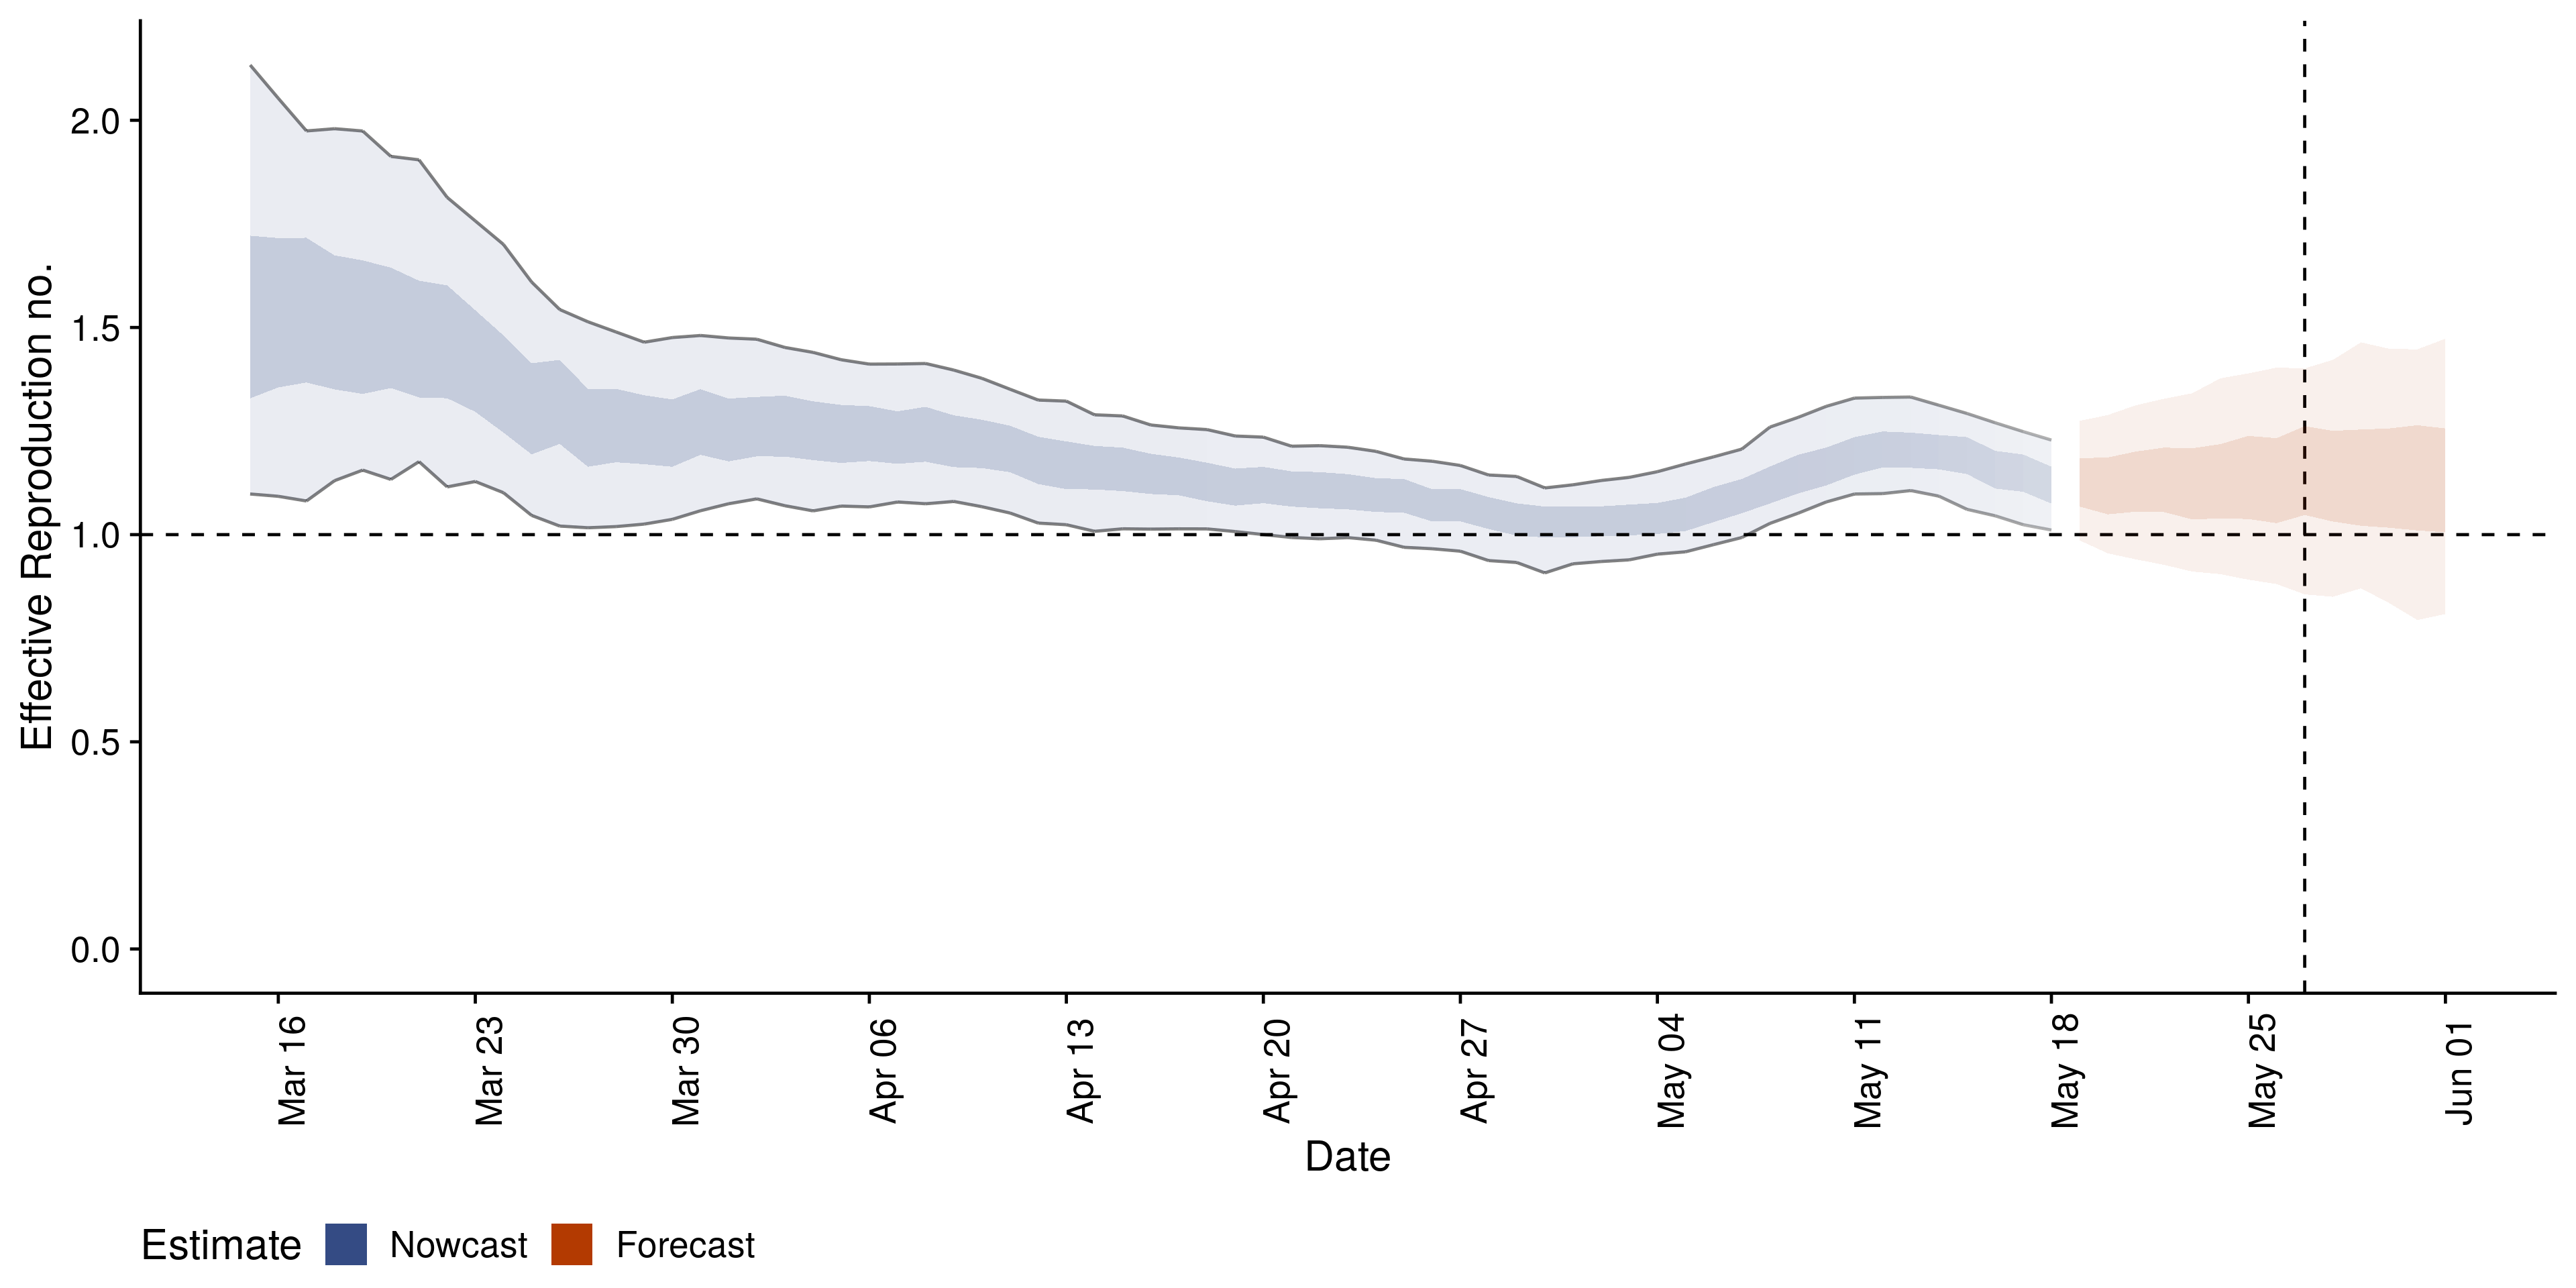 Effective Reproduction no.
2.0
1.5
1.0
0.5
0.0
Mar 16
Mar 23
Mar 30
Apr 06
Apr 13
Apr 20
Apr 27
May 04
May 11
May 18
May 25
Jun 01
Date
Estimate Nowcast Forecast